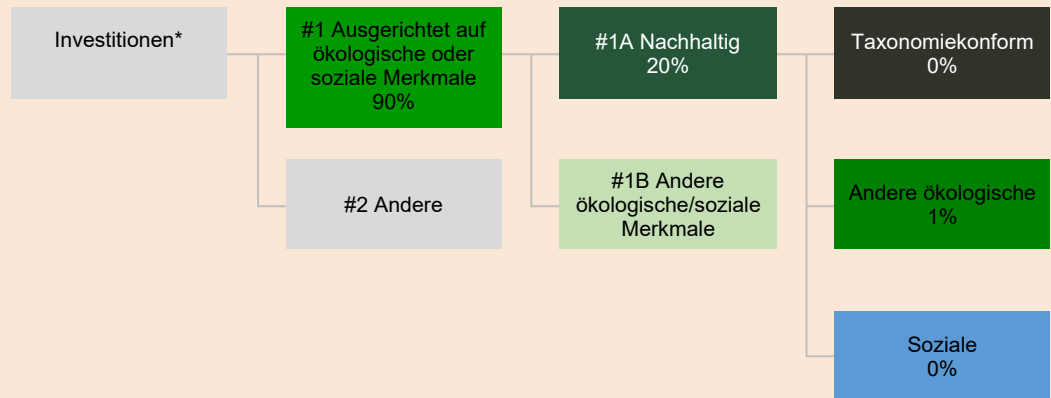 Investitionen*
#1 Ausgerichtet auf
ökologische oder
soziale Merkmale
90%
#1A Nachhaltig
20%
Taxonomiekonform
0%
#2 Andere
#1B Andere
ökologische/soziale
Merkmale
Andere ökologische
1%
Soziale
0%